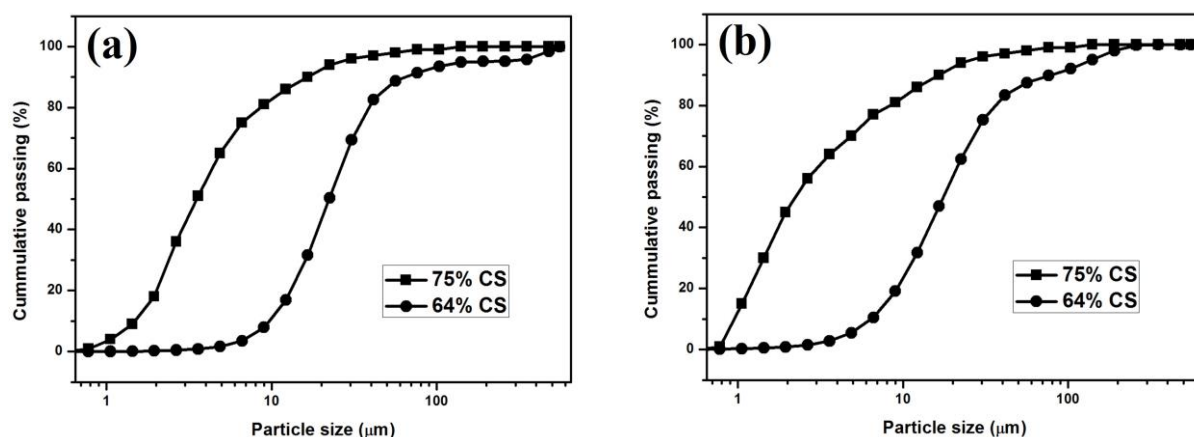 (a)
Cummulative passing (%)
100
80
60
40
20
0
75% CS
64% CS
1
10
100
Particle size (μm)
(b)
Cummulative passing (%)
100
80
60
40
20
0
75% CS
64% CS
1
10
100
Particle size (μm)